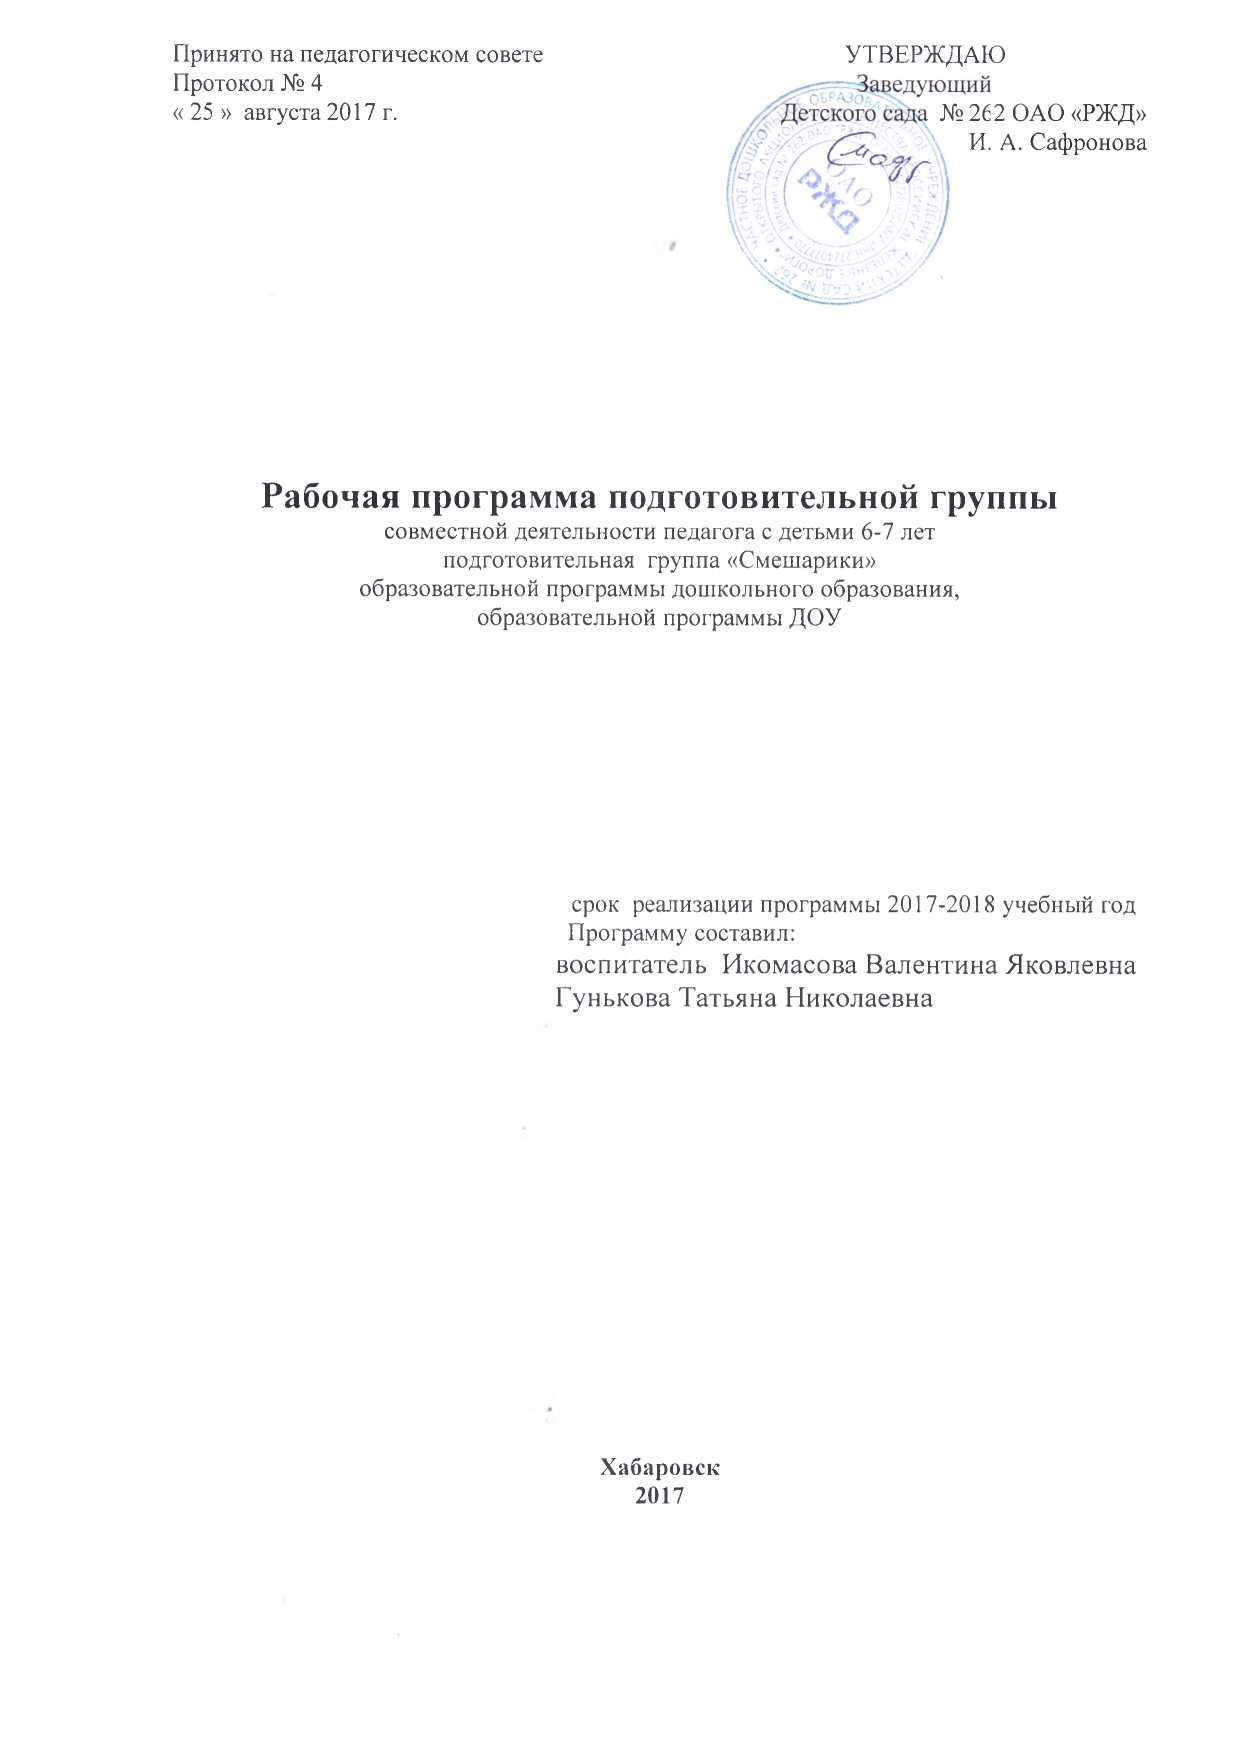 Принято на педагогическом совете
Протокол № 4
« 25 » августа 2017 г.
УТВЕРЖДАЮ
Заведующий
Детского сада № 262 ОАО «РЖД»
И. А. Сафронова
ОАО
РЖД
Рабочая программа подготовительной группы
совместной деятельности педагога с детьми 6-7 лет
подготовительная группа «Смешарики»
образовательной программы дошкольного образования,
образовательной программы ДОУ
срок реализации программы 2017-2018 учебный год
Программу составил:
воспитатель Икомасова Валентина Яковлевна
Гунькова Татьяна Николаевна
Хабаровск
2017